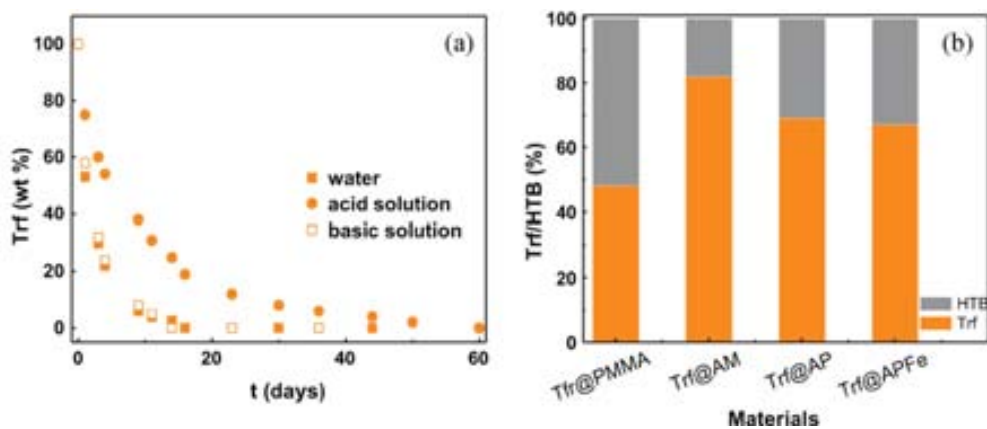 (a)
Trf (wt %)
100
80
60
40
20
0
water
acid solution
basic solution
0 20 40 60
t (days)
(b)
Trf/HTB (%)
100
80
60
40
20
0
HTB
Trf
Tfr@PMMA Trf@AM Trf@AP Trf@APFe
Materials